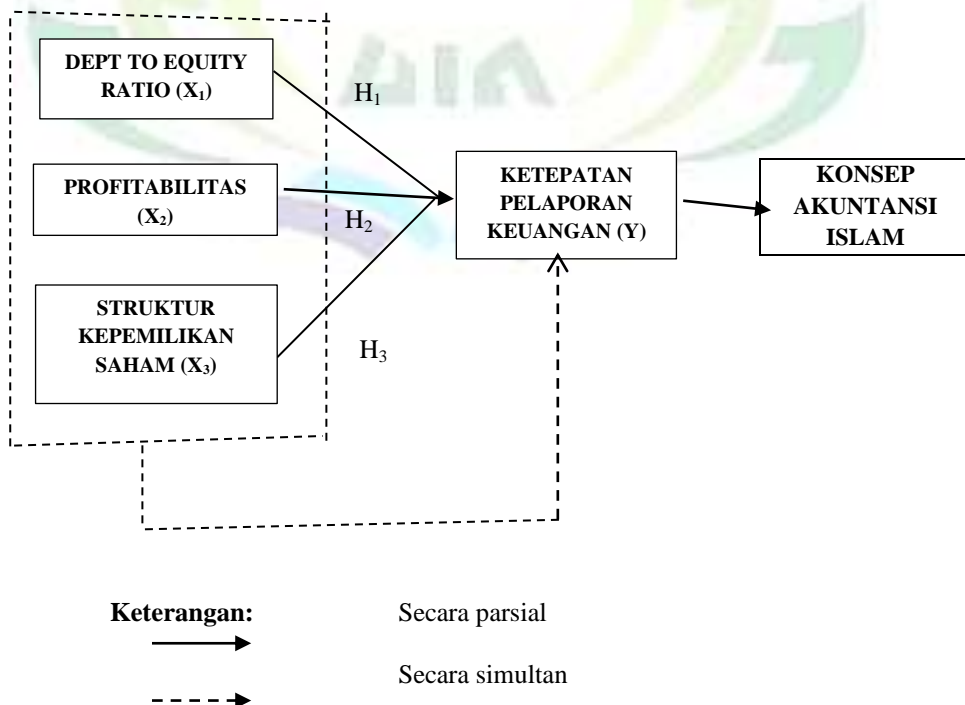 DEPT TO EQUITY
RATIO (X₁)
H₁
PROFITABILITAS
(X₂)
H₂
STRUKTUR
KEPEMILIKAN
SAHAM (X₃)
H₃
KETEPATAN
PELAPORAN
KEUANGAN (Y)
KONSEP
AKUNTANSI
ISLAM
Keterangan:
Secara parsial
Secara simultan